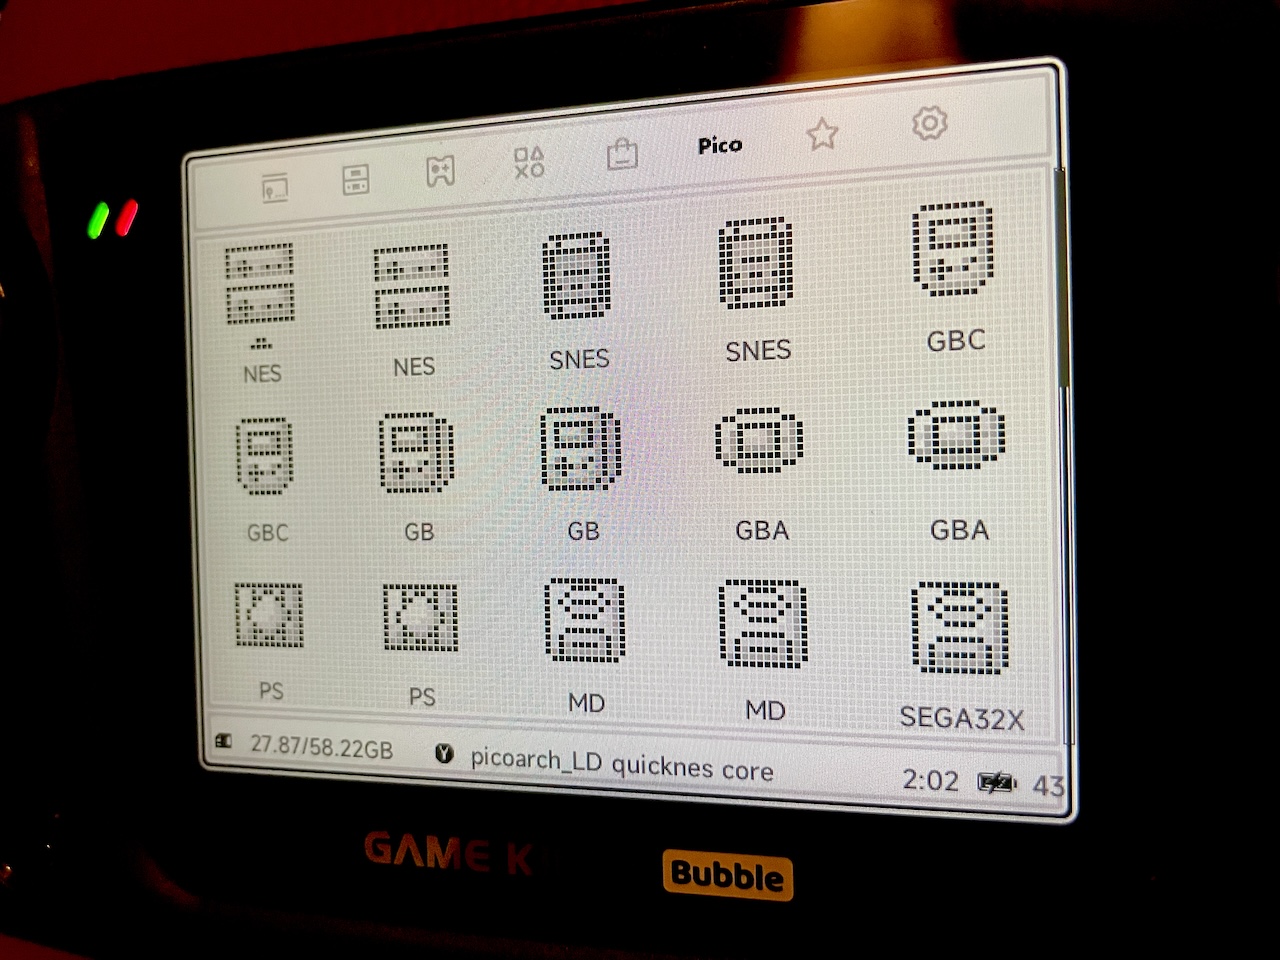 Pico
NES NES SNES SNES GBC
GBC GB GB GBA GBA
PS PS MD MD SEGA32X
27.87/58.22GB Y picoarch_LD quicknes core 2:02 43
GAME K
Bubble